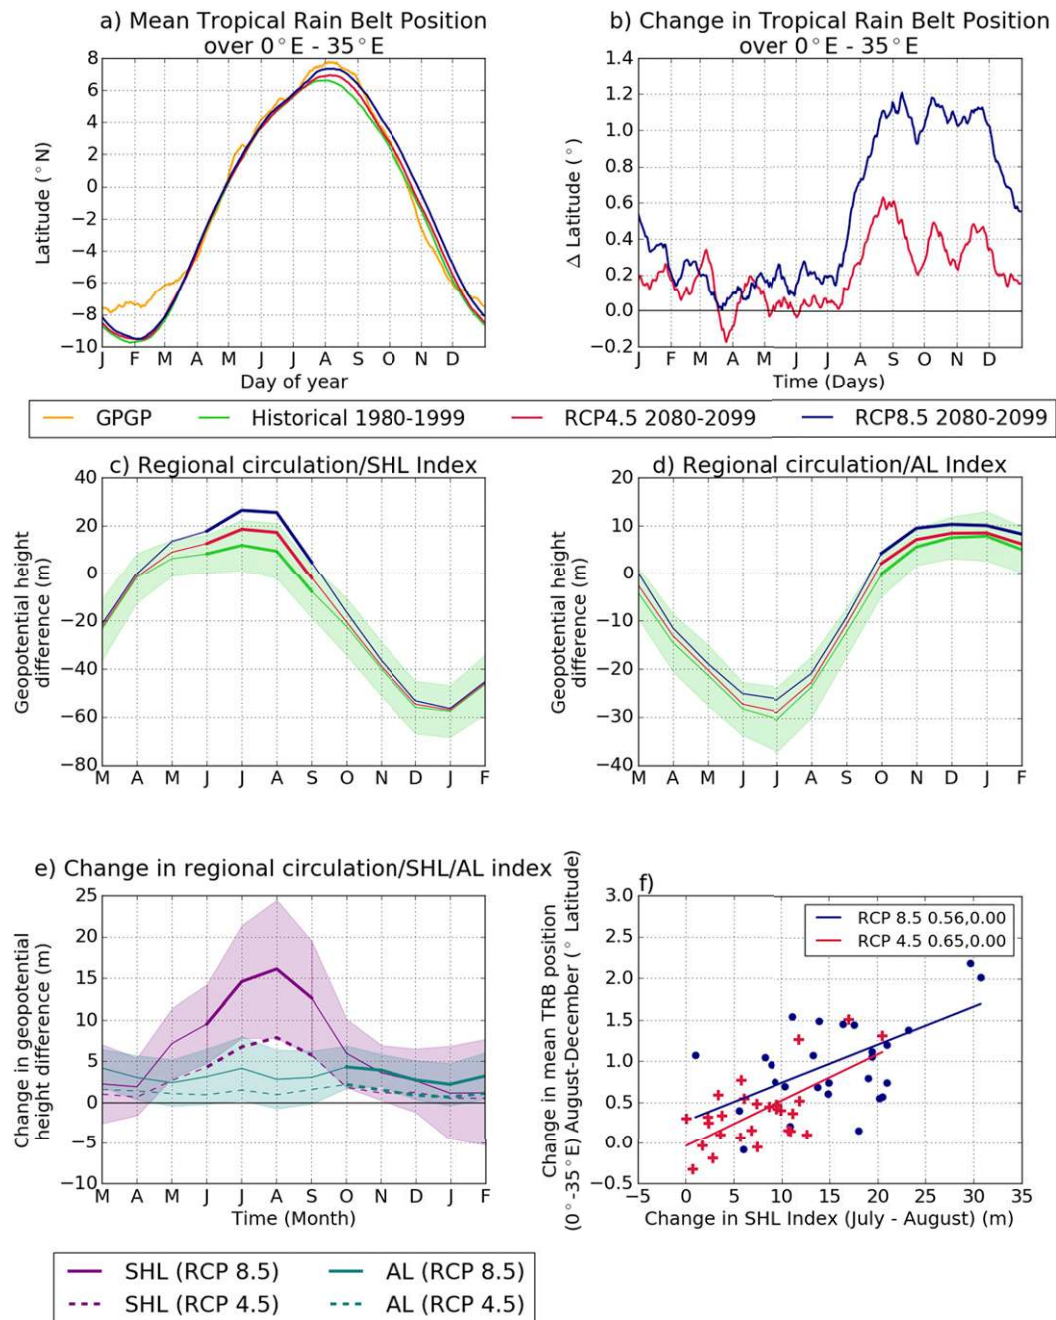 a) Mean Tropical Rain Belt Position
over 0°E - 35°E
8
6
4
2
0
−2
−4
−6
−8
−10
Latitude (°N)
J F M A M J J A S O N D
Day of year
b) Change in Tropical Rain Belt Position
over 0°E - 35°E
1.4
1.2
1.0
0.8
0.6
0.4
0.2
0.0
−0.2
Δ Latitude (°)
J F M A M J J A S O N D
Time (Days)
GPGP Historical 1980-1999 RCP4.5 2080-2099 RCP8.5 2080-2099
c) Regional circulation/SHL Index
40
20
0
−20
−40
−60
−80
Geopotential height
difference (m)
M A M J J A S O N D J F
d) Regional circulation/AL Index
20
10
0
−10
−20
−30
−40
Geopotential height
difference (m)
M A M J J A S O N D J F
e) Change in regional circulation/SHL/AL index
25
20
15
10
5
0
−5
−10
Change in geopotential
height difference (m)
M A M J J A S O N D J F
Time (Month)
SHL (RCP 8.5) AL (RCP 8.5)
SHL (RCP 4.5) AL (RCP 4.5)
f)
3.0
2.5
2.0
1.5
1.0
0.5
0.0
−0.5
Change in mean TRB position
(0°-35°E) August-December (° Latitude)
RCP 8.5 0.56,0.00
RCP 4.5 0.65,0.00
−5 0 5 10 15 20 25 30 35
Change in SHL Index (July - August) (m)